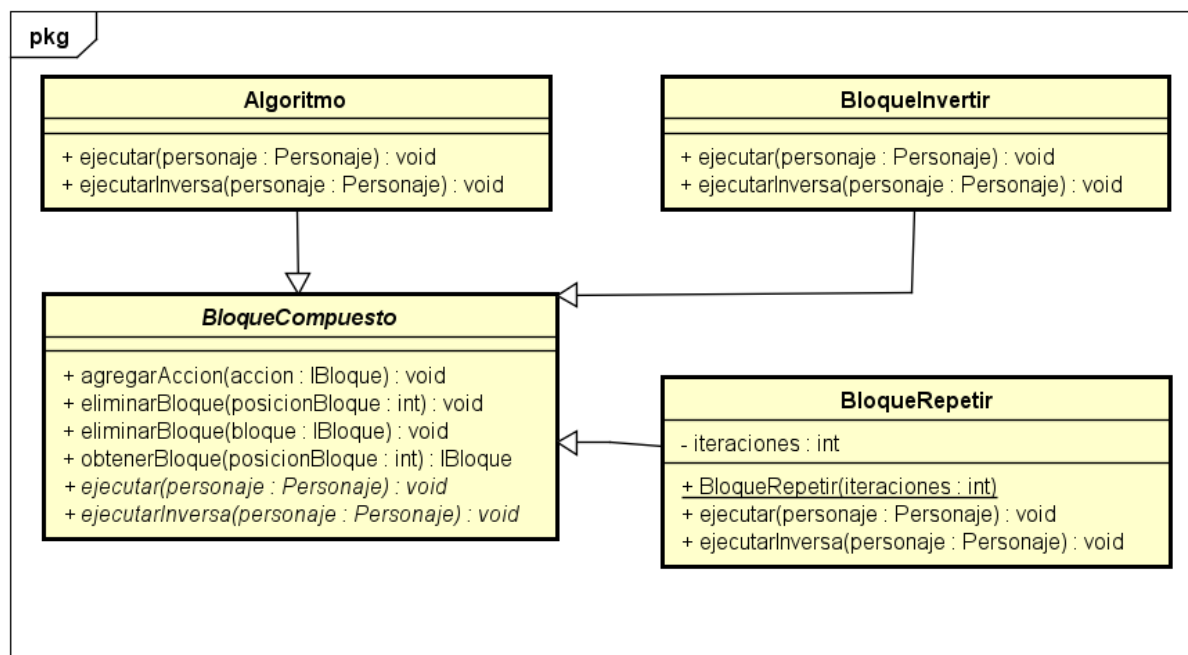 pkg
Algoritmo
+ ejecutar(personaje : Personaje) : void
+ ejecutarInversa(personaje : Personaje) : void
BloqueInvertir
+ ejecutar(personaje : Personaje) : void
+ ejecutarInversa(personaje : Personaje) : void
BloqueCompuesto
+ agregarAccion(accion : IBloque) : void
+ eliminarBloque(posicionBloque : int) : void
+ eliminarBloque(bloque : IBloque) : void
+ obtenerBloque(posicionBloque : int) : IBloque
+ ejecutar(personaje : Personaje) : void
+ ejecutarInversa(personaje : Personaje) : void
BloqueRepetir
- iteraciones : int
+ BloqueRepetir(iteraciones : int)
+ ejecutar(personaje : Personaje) : void
+ ejecutarInversa(personaje : Personaje) : void